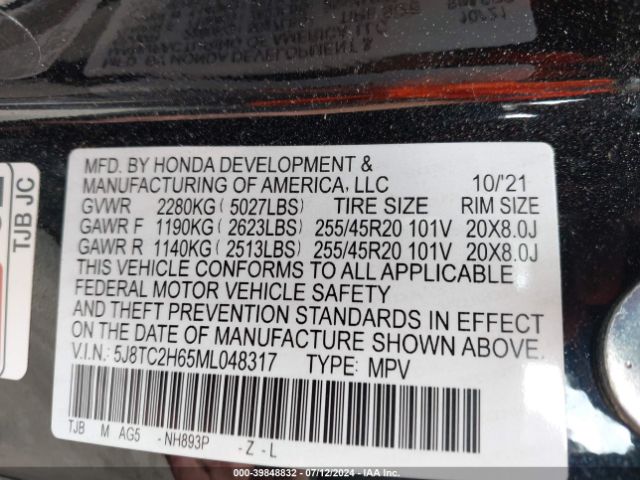 MFD. BY HONDA DEVELOPMENT &
MANUFACTURING OF AMERICA, LLC 10/'21
GVWR 2280KG (5027LBS) TIRE SIZE RIM SIZE
GAWR F 1190KG (2623LBS) 255/45R20 101V 20X8.0J
GAWR R 1140KG (2513LBS) 255/45R20 101V 20X8.0J
THIS VEHICLE CONFORMS TO ALL APPLICABLE
FEDERAL MOTOR VEHICLE SAFETY
AND THEFT PREVENTION STANDARDS IN EFFECT
ON THE DATE OF MANUFACTURE SHOWN ABOVE.
V.I.N.: 5J8TC2H65ML048317 TYPE: MPV
TJB M AG5 -NH893P -Z-L
TJB JC
000-39848832 - 07/12/2024 - IAA Inc.